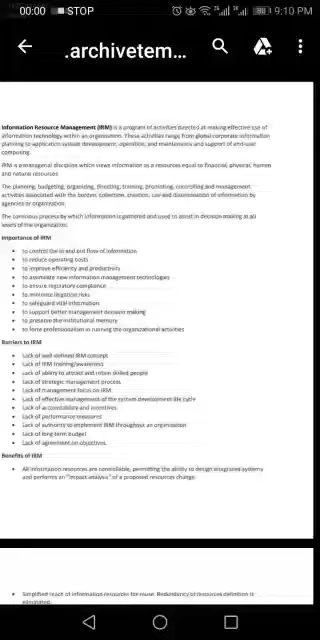 00:00 STOP 9:10 PM
.archivetem...
Information Resource Management (IRM) is a program of activities directed at making effective use of
information technology within an organization. These activities range from global corporate information
planning to application system development, operation, and maintenance and support of end-user
computing.
IRM is a managerial discipline which views information as a resource equal to financial, physical, human
and natural resources
The planning, budgeting, organizing, directing, training, promoting, controlling and management
activities associated with the burden, collection, creation, use and dissemination of information by
agencies or organization.
The conscious process by which information is gathered and used to assist in decision making at all
levels of the organization.
Importance of IRM
• to control the in and out flow of information
• to reduce operating costs
• to improve efficiency and productivity
• to assimilate new information management technologies
• to ensure regulatory compliance
• to minimize litigation risks
• to safeguard vital information
• to support better management decision making
• to preserve the institutional memory
• to foster professionalism in running the organizational activities
Barriers to IRM
• Lack of well-defined IRM concept
• Lack of IRM training/awareness
• Lack of ability to attract and retain skilled people
• Lack of strategic management process
• Lack of management focus on IRM
• Lack of effective management of the system development life cycle
• Lack of accountability and incentives
• Lack of performance measures
• Lack of authority to implement IRM throughout an organization
• Lack of long term budget
• Lack of agreement on objectives.
Benefits of IRM
• All information resources are controllable, permitting the ability to design integrated systems
and performs an "impact analysis" of a proposed resources change.
• Simplified reach of information resources for reuse. Redundancy of resources definition is
eliminated.